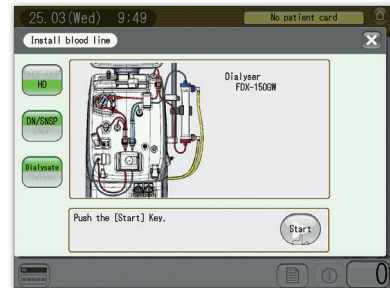 25.03(Wed) 9:49 No patient card
Install blood line
HD
Dialyser
FDX-150GW
DN/SNSP
Dialysate
Push the [Start] Key.
Start
0